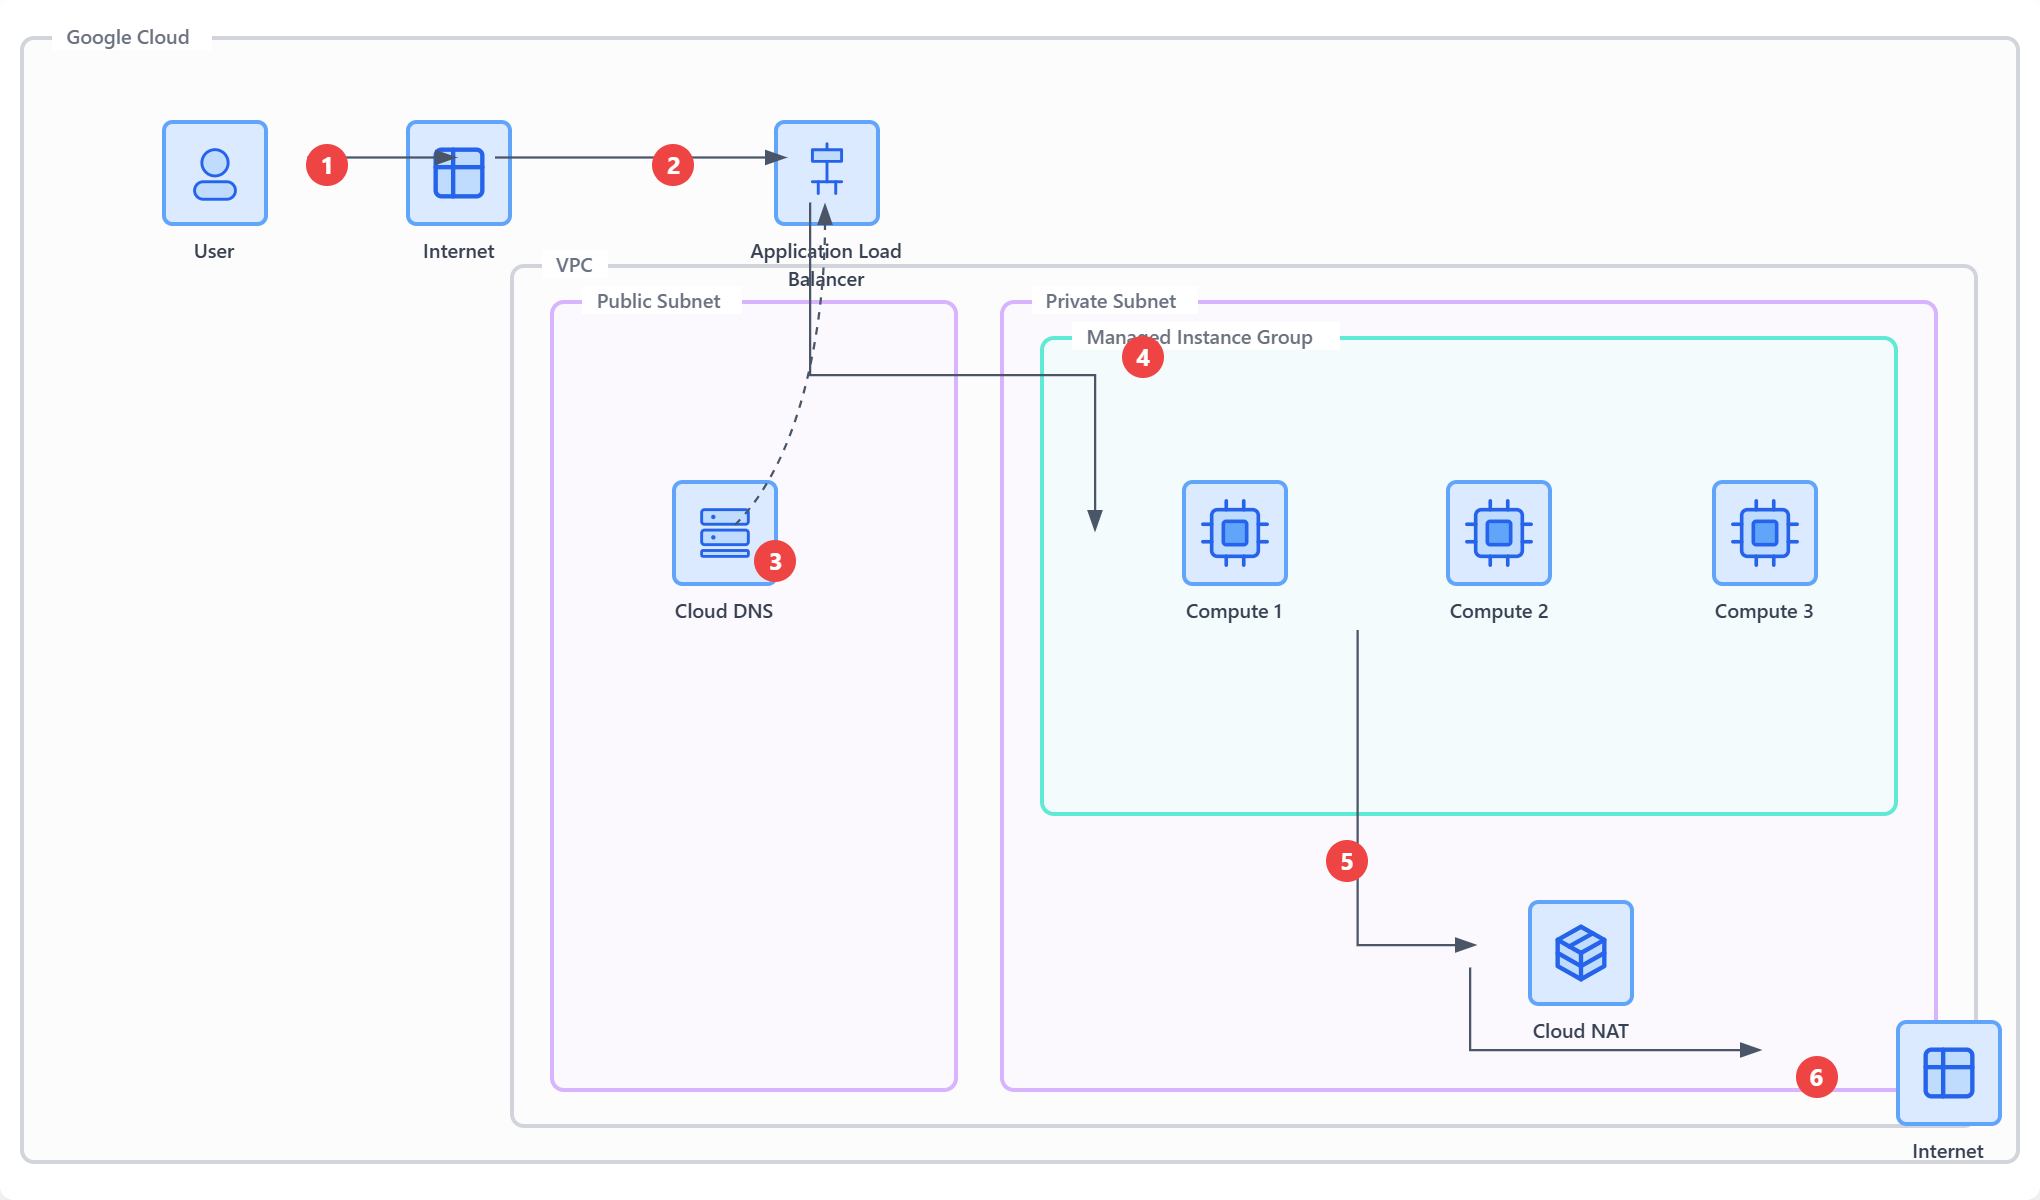 Google Cloud
1
2
User
Internet
Application Load
Balancer
VPC
Public Subnet
Private Subnet
Managed Instance Group
4
3
Cloud DNS
Compute 1
Compute 2
Compute 3
5
Cloud NAT
6
Internet